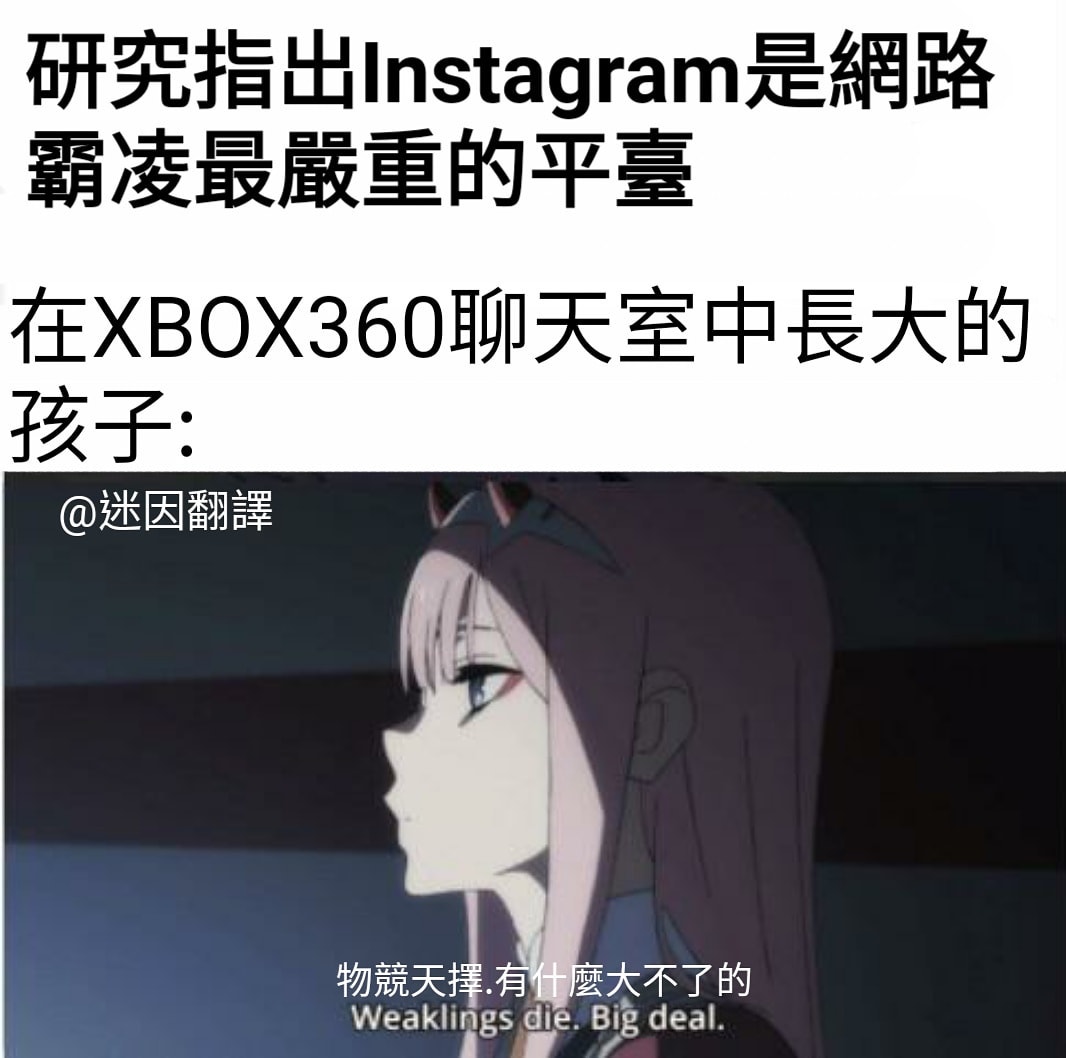 研究指出Instagram是網路
霸凌最嚴重的平臺
在XBOX360聊天室中長大的
孩子:
@迷因翻譯
物競天擇.有什麼大不了的
Weaklings die. Big deal.